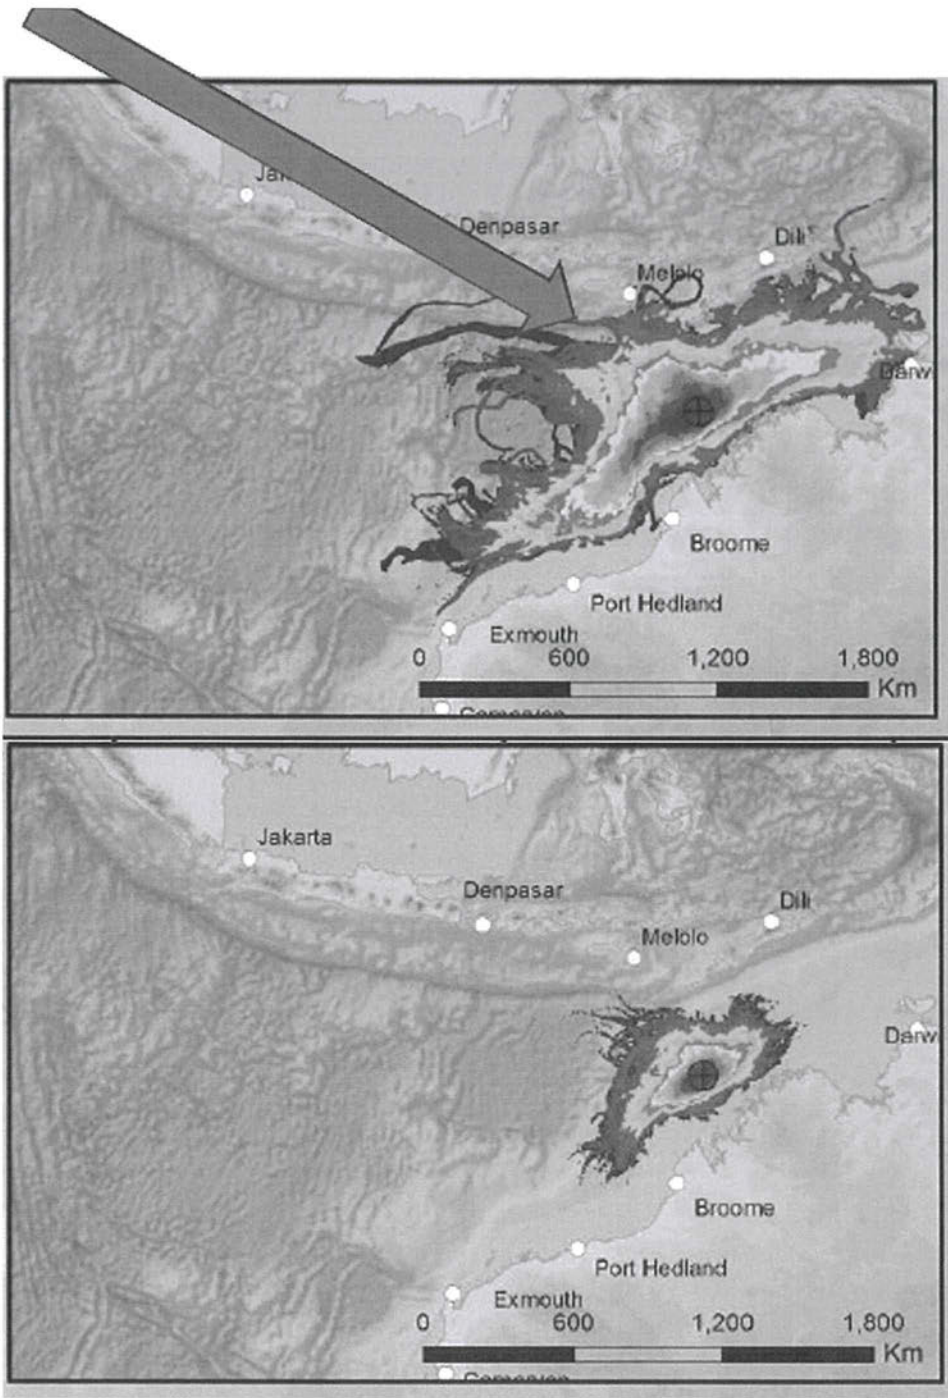 Denpasar
Dili
Melolo
Broome
Port Hedland
Exmouth
0 600 1,200 1,800
Km
Jakarta
Denpasar
Dili
Melolo
Broome
Port Hedland
Exmouth
0 600 1,200 1,800
Km